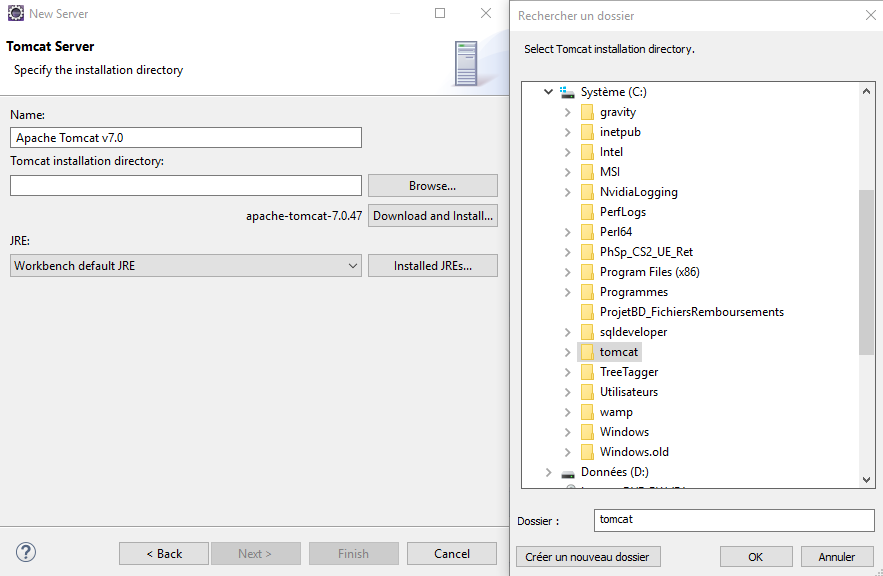 New Server
Tomcat Server
Specify the installation directory
Name:
Apache Tomcat v7.0
Tomcat installation directory:
Browse...
apache-tomcat-7.0.47
Download and Install...
JRE:
Workbench default JRE
Installed JREs...
?
< Back
Next >
Finish
Cancel
Rechercher un dossier
Select Tomcat installation directory.
Système (C:)
gravity
inetpub
Intel
MSI
NvidiaLogging
PerfLogs
Perl64
PhSp_CS2_UE_Ret
Program Files (x86)
Programmes
ProjetBD_FichiersRemboursements
sqldeveloper
tomcat
TreeTagger
Utilisateurs
wamp
Windows
Windows.old
Données (D:)
Dossier :
tomcat
Créer un nouveau dossier
OK
Annuler